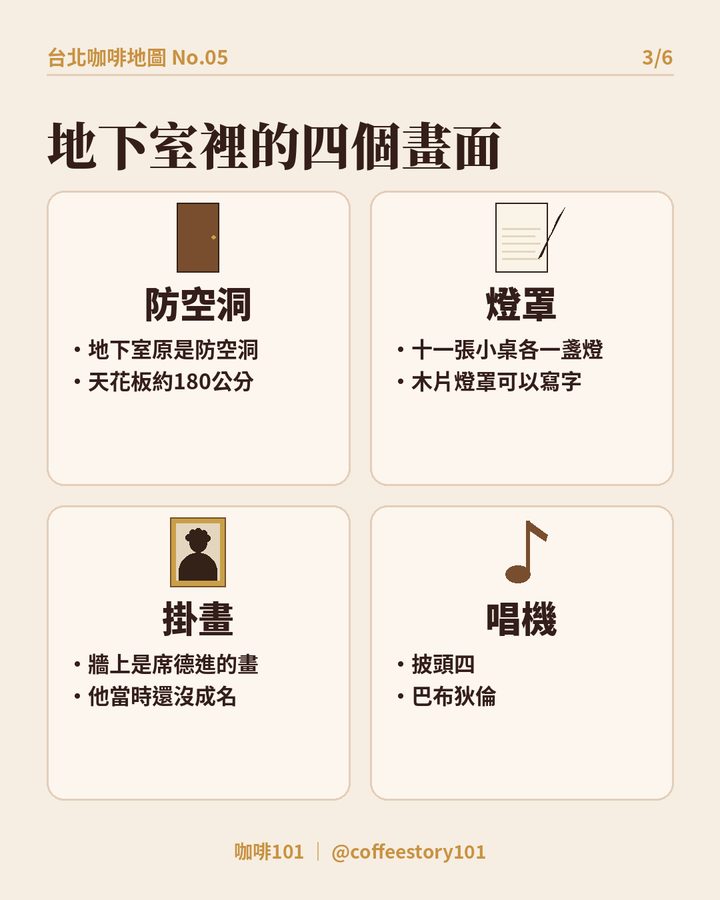 台北咖啡地圖 No.05
3/6
地下室裡的四個畫面
防空洞
・地下室原是防空洞
・天花板約180公分
燈罩
・十一張小桌各一盞燈
・木片燈罩可以寫字
掛畫
・牆上是席德進的畫
・他當時還沒成名
唱機
・披頭四
・巴布狄倫
咖啡101｜@coffeestory101